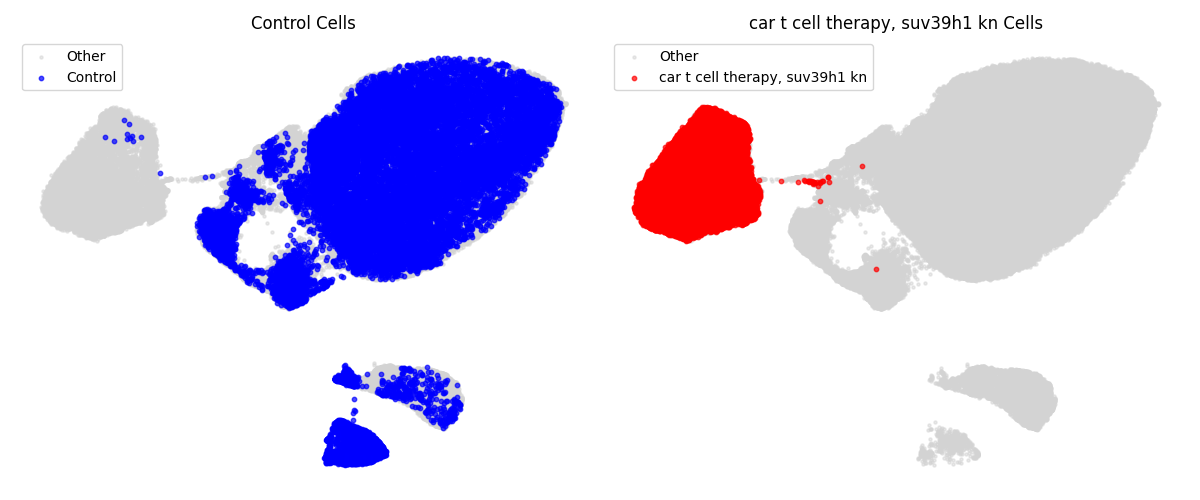 Control Cells
Other
Control
car t cell therapy, suv39h1 kn Cells
Other
car t cell therapy, suv39h1 kn